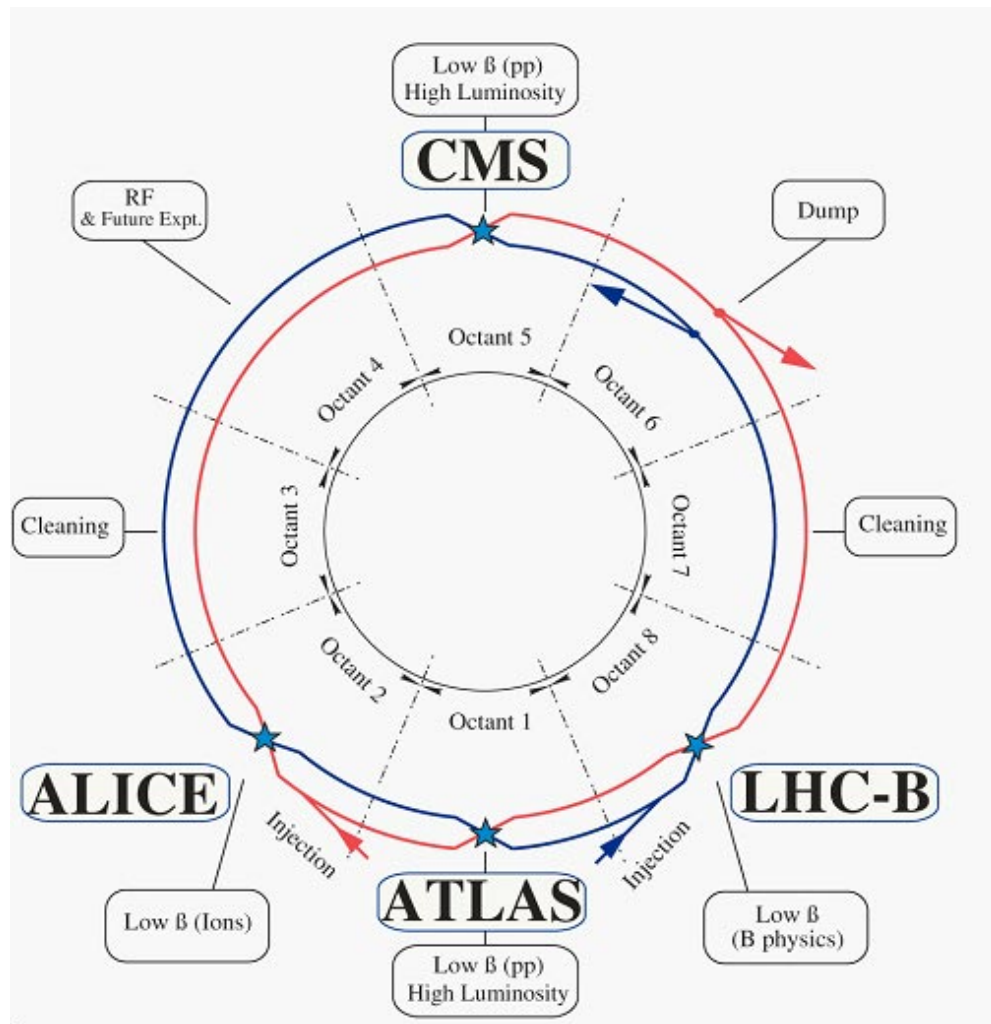 Low ß (pp)
High Luminosity
CMS
RF
& Future Expt.
Dump
Octant 5
Octant 4
Octant 6
Cleaning
Octant 3
Octant 7
Cleaning
Octant 2
Octant 8
Octant 1
ALICE
LHC-B
Injection
Injection
ATLAS
Low ß (Ions)
Low ß
(B physics)
Low ß (pp)
High Luminosity